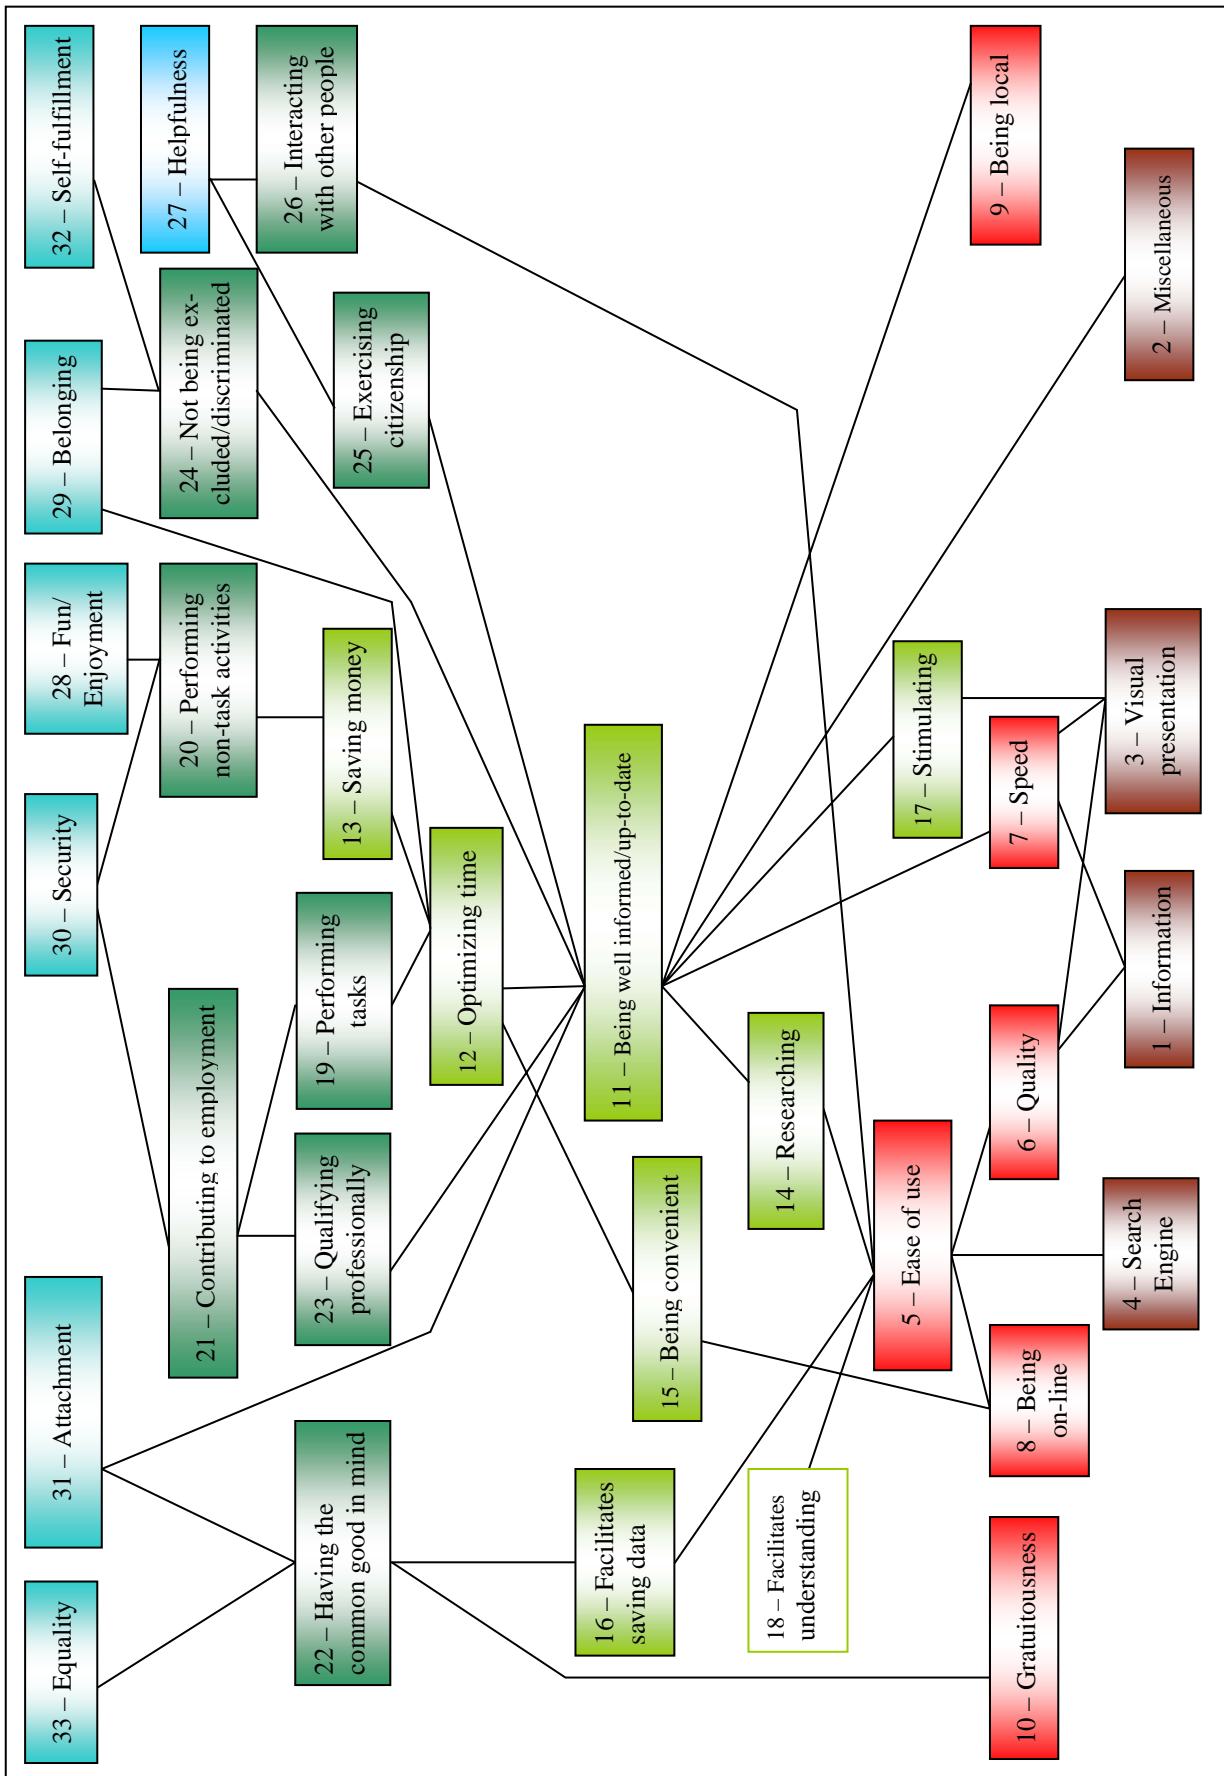 33 – Equality
31 – Attachment
30 – Security
28 – Fun/
Enjoyment
29 – Belonging
32 – Self-fulfillment
27 – Helpfulness
21 – Contributing to employment
20 – Performing
non-task activities
24 – Not being ex-
cluded/discriminated
26 – Interacting
with other people
22 – Having the
common good in mind
23 – Qualifying
professionally
19 – Performing
tasks
13 – Saving money
25 – Exercising
citizenship
12 – Optimizing time
16 – Facilitates
saving data
15 – Being convenient
11 – Being well informed/up-to-date
18 – Facilitates
understanding
14 – Researching
17 – Stimulating
5 – Ease of use
10 – Gratuitousness
8 – Being
on-line
6 – Quality
7 – Speed
9 – Being local
4 – Search
Engine
1 – Information
3 – Visual
presentation
2 – Miscellaneous